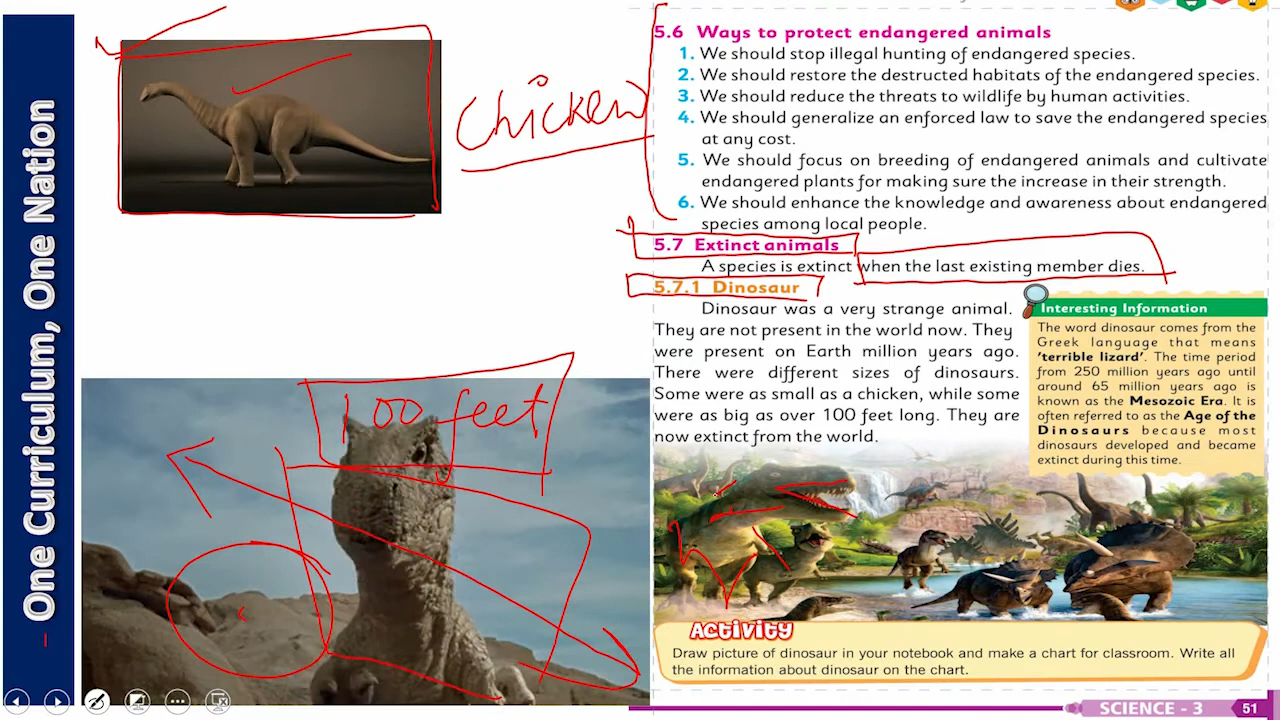 One Curriculum, One Nation
chicken
100 feet
5.6 Ways to protect endangered animals
1. We should stop illegal hunting of endangered species.
2. We should restore the destructed habitats of the endangered species.
3. We should reduce the threats to wildlife by human activities.
4. We should generalize an enforced law to save the endangered species
at any cost.
5. We should focus on breeding of endangered animals and cultivate
endangered plants for making sure the increase in their strength.
6. We should enhance the knowledge and awareness about endangered
species among local people.
5.7 Extinct animals
A species is extinct when the last existing member dies.
5.7.1 Dinosaur
Dinosaur was a very strange animal.
They are not present in the world now. They
were present on Earth million years ago.
There were different sizes of dinosaurs.
Some were as small as a chicken, while some
were as big as over 100 feet long. They are
now extinct from the world.
Interesting Information
The word dinosaur comes from the
Greek language that means
'terrible lizard'. The time period
from 250 million years ago until
around 65 million years ago is
known as the Mesozoic Era. It is
often referred to as the Age of the
Dinosaurs because most
dinosaurs developed and became
extinct during this time.
Activity
Draw picture of dinosaur in your notebook and make a chart for classroom. Write all
the information about dinosaur on the chart.
SCIENCE - 3 51